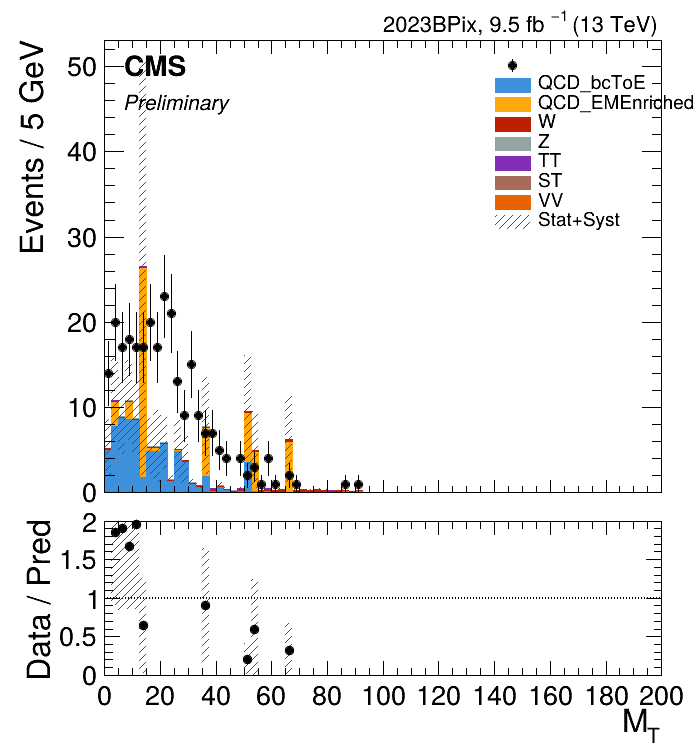 2023BPix, 9.5 fb⁻¹ (13 TeV)
CMS
Preliminary
QCD_bcToE
QCD_EMEnriched
W
Z
TT
ST
VV
Stat+Syst
Events / 5 GeV
50
40
30
20
10
0
Data / Pred
2
1.5
1
0.5
0
0 20 40 60 80 100 120 140 160 180 200
M_T